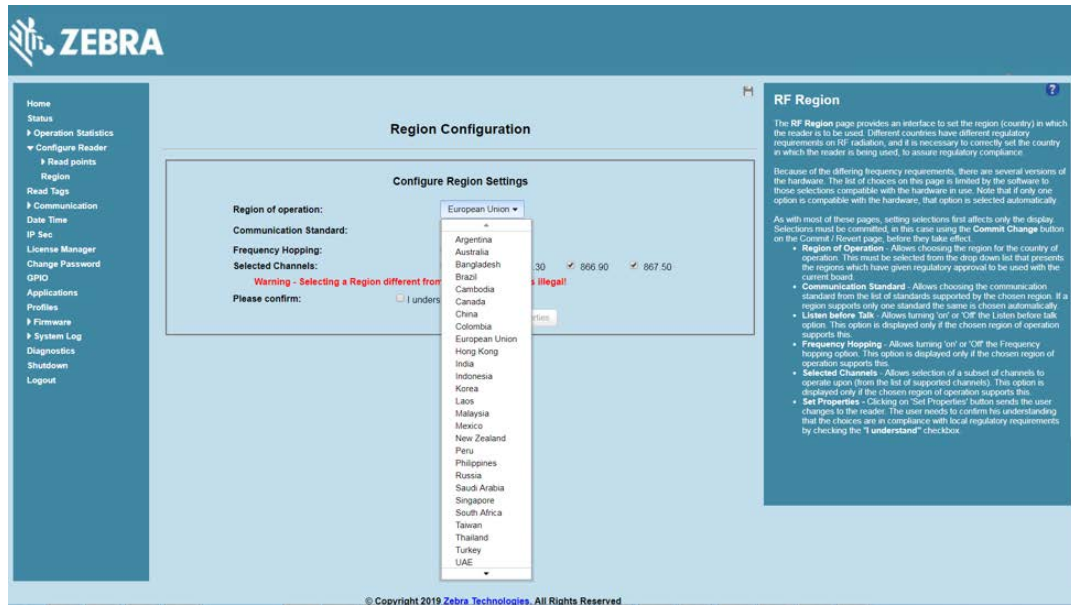 ZEBRA
Home
Status
Operation Statistics
Configure Reader
Read points
Region
Read Tags
Communication
Date Time
IP Sec
License Manager
Change Password
GPIO
Applications
Profiles
Firmware
System Log
Diagnostics
Shutdown
Logout
Region Configuration
Configure Region Settings
Region of operation:
European Union
Communication Standard:
Frequency Hopping:
Selected Channels:
.30
866.90
867.50
Warning - Selecting a Region different from
s illegal!
Please confirm:
I unders
rties
Argentina
Australia
Bangladesh
Brazil
Cambodia
Canada
China
Colombia
European Union
Hong Kong
India
Indonesia
Korea
Laos
Malaysia
Mexico
New Zealand
Peru
Philippines
Russia
Saudi Arabia
Singapore
South Africa
Taiwan
Thailand
Turkey
UAE
RF Region
?
The RF Region page provides an interface to set the region (country) in which
the reader is to be used. Different countries have different regulatory
requirements on RF radiation, and it is necessary to correctly set the country
in which the reader is being used, to assure regulatory compliance.
Because of the differing frequency requirements, there are several versions of
the hardware. The list of choices on this page is limited by the software to
those selections compatible with the hardware in use. Note that if only one
option is compatible with the hardware, that option is selected automatically.
As with most of these pages, setting selections first affects only the display.
Selections must be committed, in this case using the Commit Change button
on the Commit / Revert page, before they take effect.
• Region of Operation - Allows choosing the region for the country of
operation. This must be selected from the drop down list that presents
the regions which have given regulatory approval to be used with the
current board.
• Communication Standard - Allows choosing the communication
standard from the list of standards supported by the chosen region. If a
region supports only one standard the same is chosen automatically.
• Listen before Talk - Allows turning 'on' or 'Off' the Listen before talk
option. This option is displayed only if the chosen region of operation
supports this.
• Frequency Hopping - Allows turning 'on' or 'Off' the Frequency
hopping option. This option is displayed only if the chosen region of
operation supports this.
• Selected Channels - Allows selection of a subset of channels to
operate upon (from the list of supported channels). This option is
displayed only if the chosen region of operation supports this.
• Set Properties - Clicking on 'Set Properties' button sends the user
changes to the reader. The user needs to confirm his understanding
that the choices are in compliance with local regulatory requirements
by checking the "I understand" checkbox.
© Copyright 2019 Zebra Technologies. All Rights Reserved